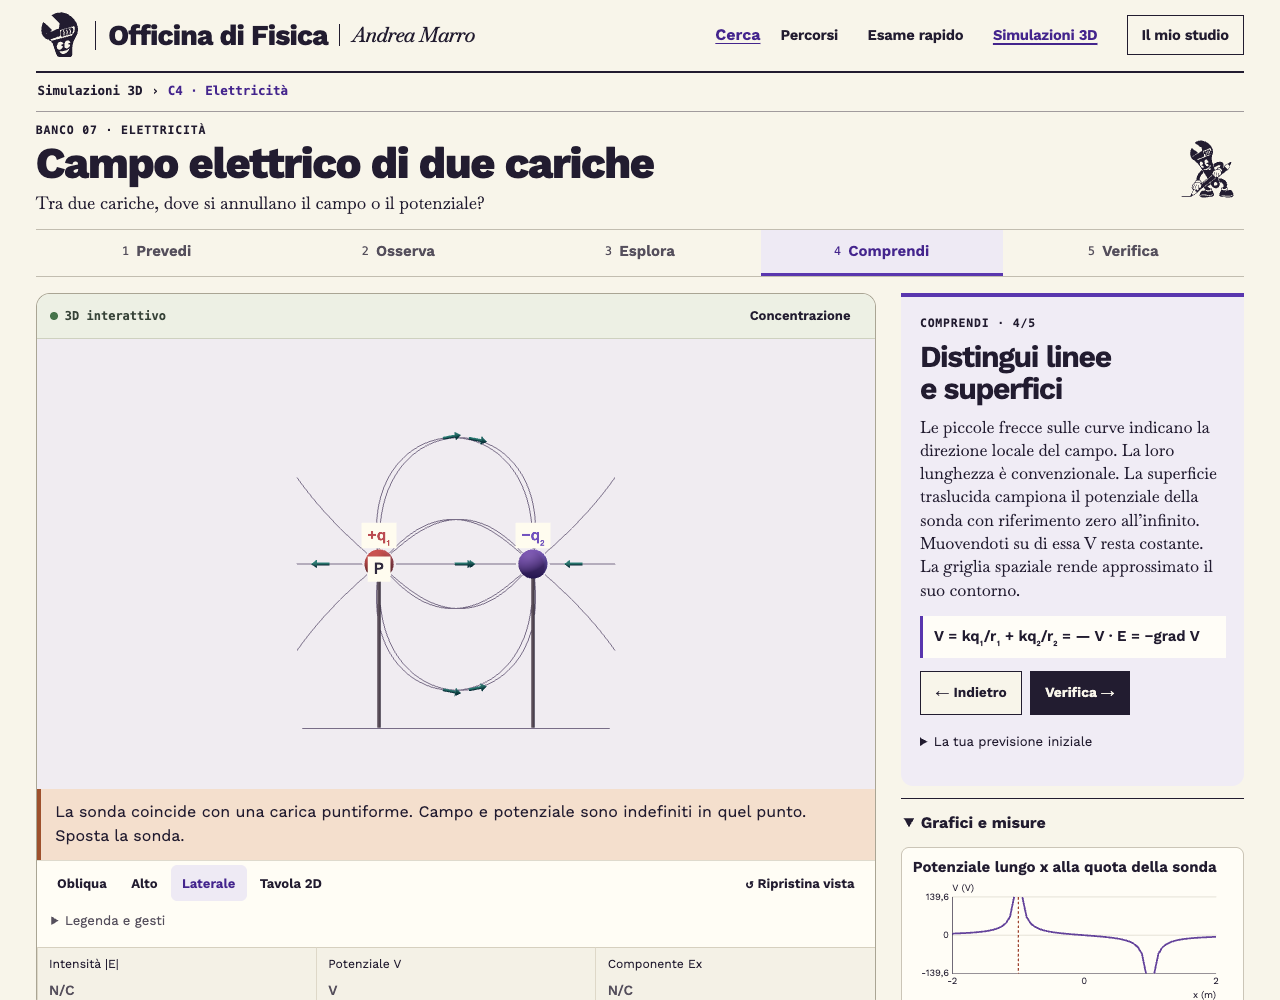 Officina di Fisica
Andrea Marro
Cerca
Percorsi
Esame rapido
Simulazioni 3D
Il mio studio
Simulazioni 3D › C4 · Elettricità
BANCO 07 · ELETTRICITÀ
Campo elettrico di due cariche
Tra due cariche, dove si annullano il campo o il potenziale?
1 Prevedi
2 Osserva
3 Esplora
4 Comprendi
5 Verifica
3D interattivo
Concentrazione
+q₁
−q₂
P
La sonda coincide con una carica puntiforme. Campo e potenziale sono indefiniti in quel punto.
Sposta la sonda.
Obliqua
Alto
Laterale
Tavola 2D
↺ Ripristina vista
▶ Legenda e gesti
Intensità |E|
N/C
Potenziale V
V
Componente Ex
N/C
COMPRENDI · 4/5
Distingui linee
e superfici
Le piccole frecce sulle curve indicano la
direzione locale del campo. La loro
lunghezza è convenzionale. La superficie
traslucida campiona il potenziale della
sonda con riferimento zero all’infinito.
Muovendoti su di essa V resta costante.
La griglia spaziale rende approssimato il
suo contorno.
V = kq₁/r₁ + kq₂/r₂ = — V · E = −grad V
← Indietro
Verifica →
▶ La tua previsione iniziale
▼ Grafici e misure
Potenziale lungo x alla quota della sonda
V (V)
139,6
0
-139,6
-2
0
2
x (m)